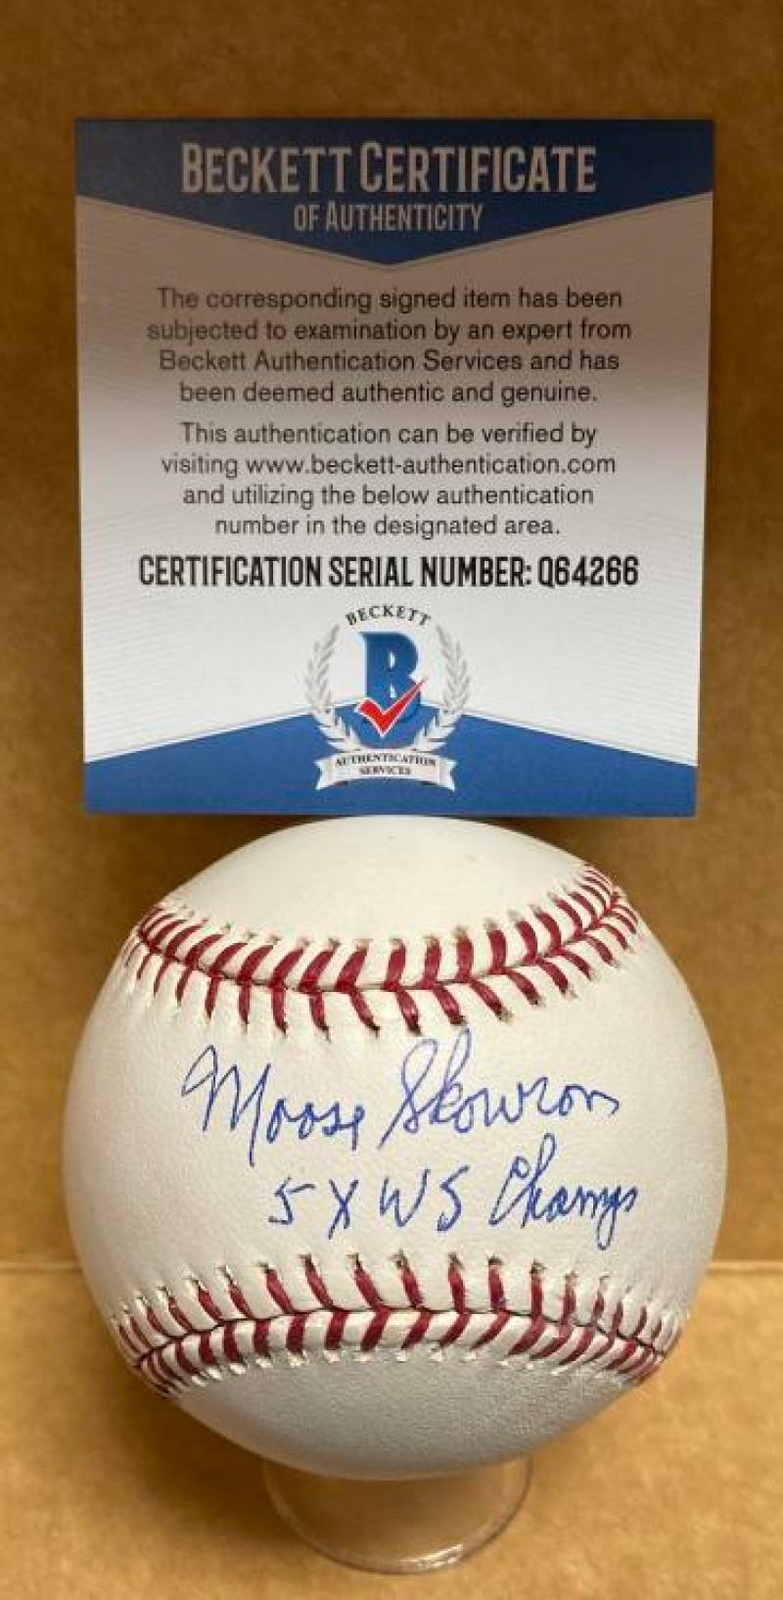 BECKETT CERTIFICATE
OF AUTHENTICITY
The corresponding signed item has been
subjected to examination by an expert from
Beckett Authentication Services and has
been deemed authentic and genuine.
This authentication can be verified by
visiting www.beckett-authentication.com
and utilizing the below authentication
number in the designated area.
CERTIFICATION SERIAL NUMBER: Q64266
BECKETT
B
AUTHENTICATION
SERVICES
Moose Skowron
5 X WS Champs